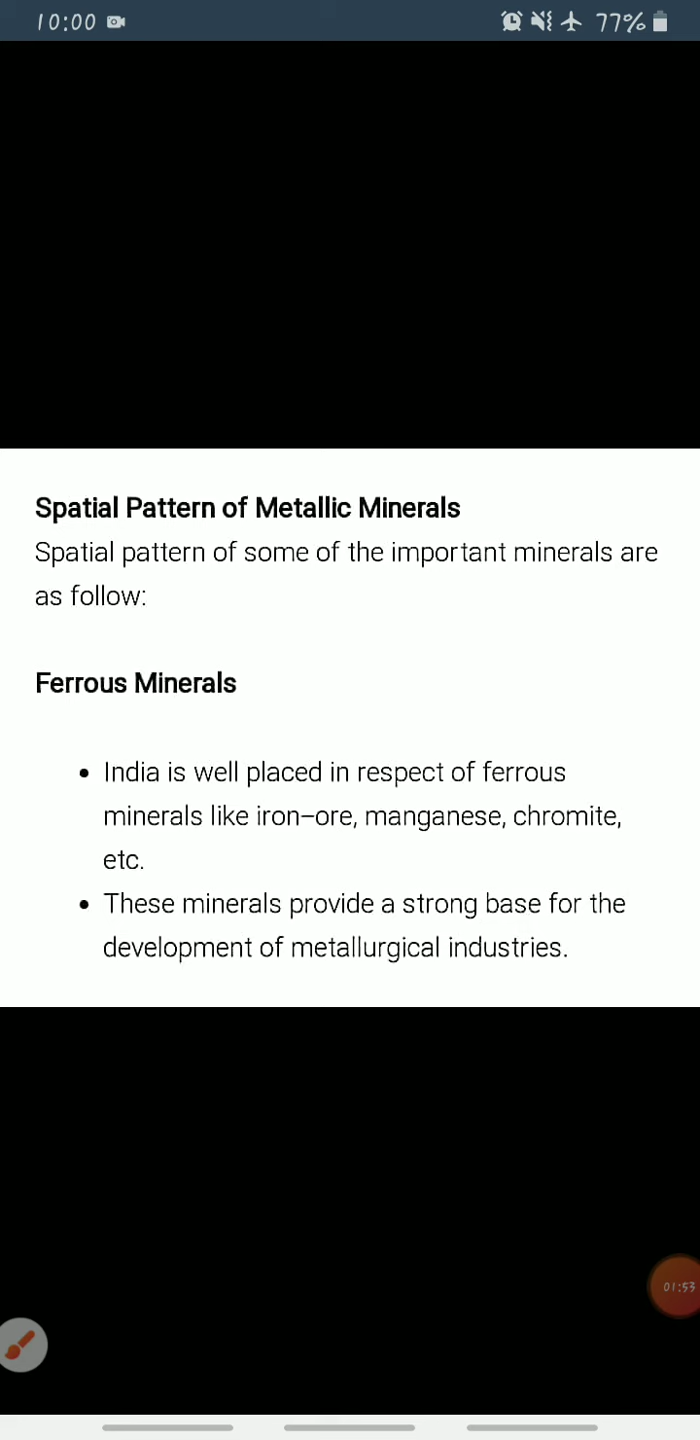 10:00
77%
Spatial Pattern of Metallic Minerals
Spatial pattern of some of the important minerals are
as follow:
Ferrous Minerals
• India is well placed in respect of ferrous
minerals like iron-ore, manganese, chromite,
etc.
• These minerals provide a strong base for the
development of metallurgical industries.
01:53